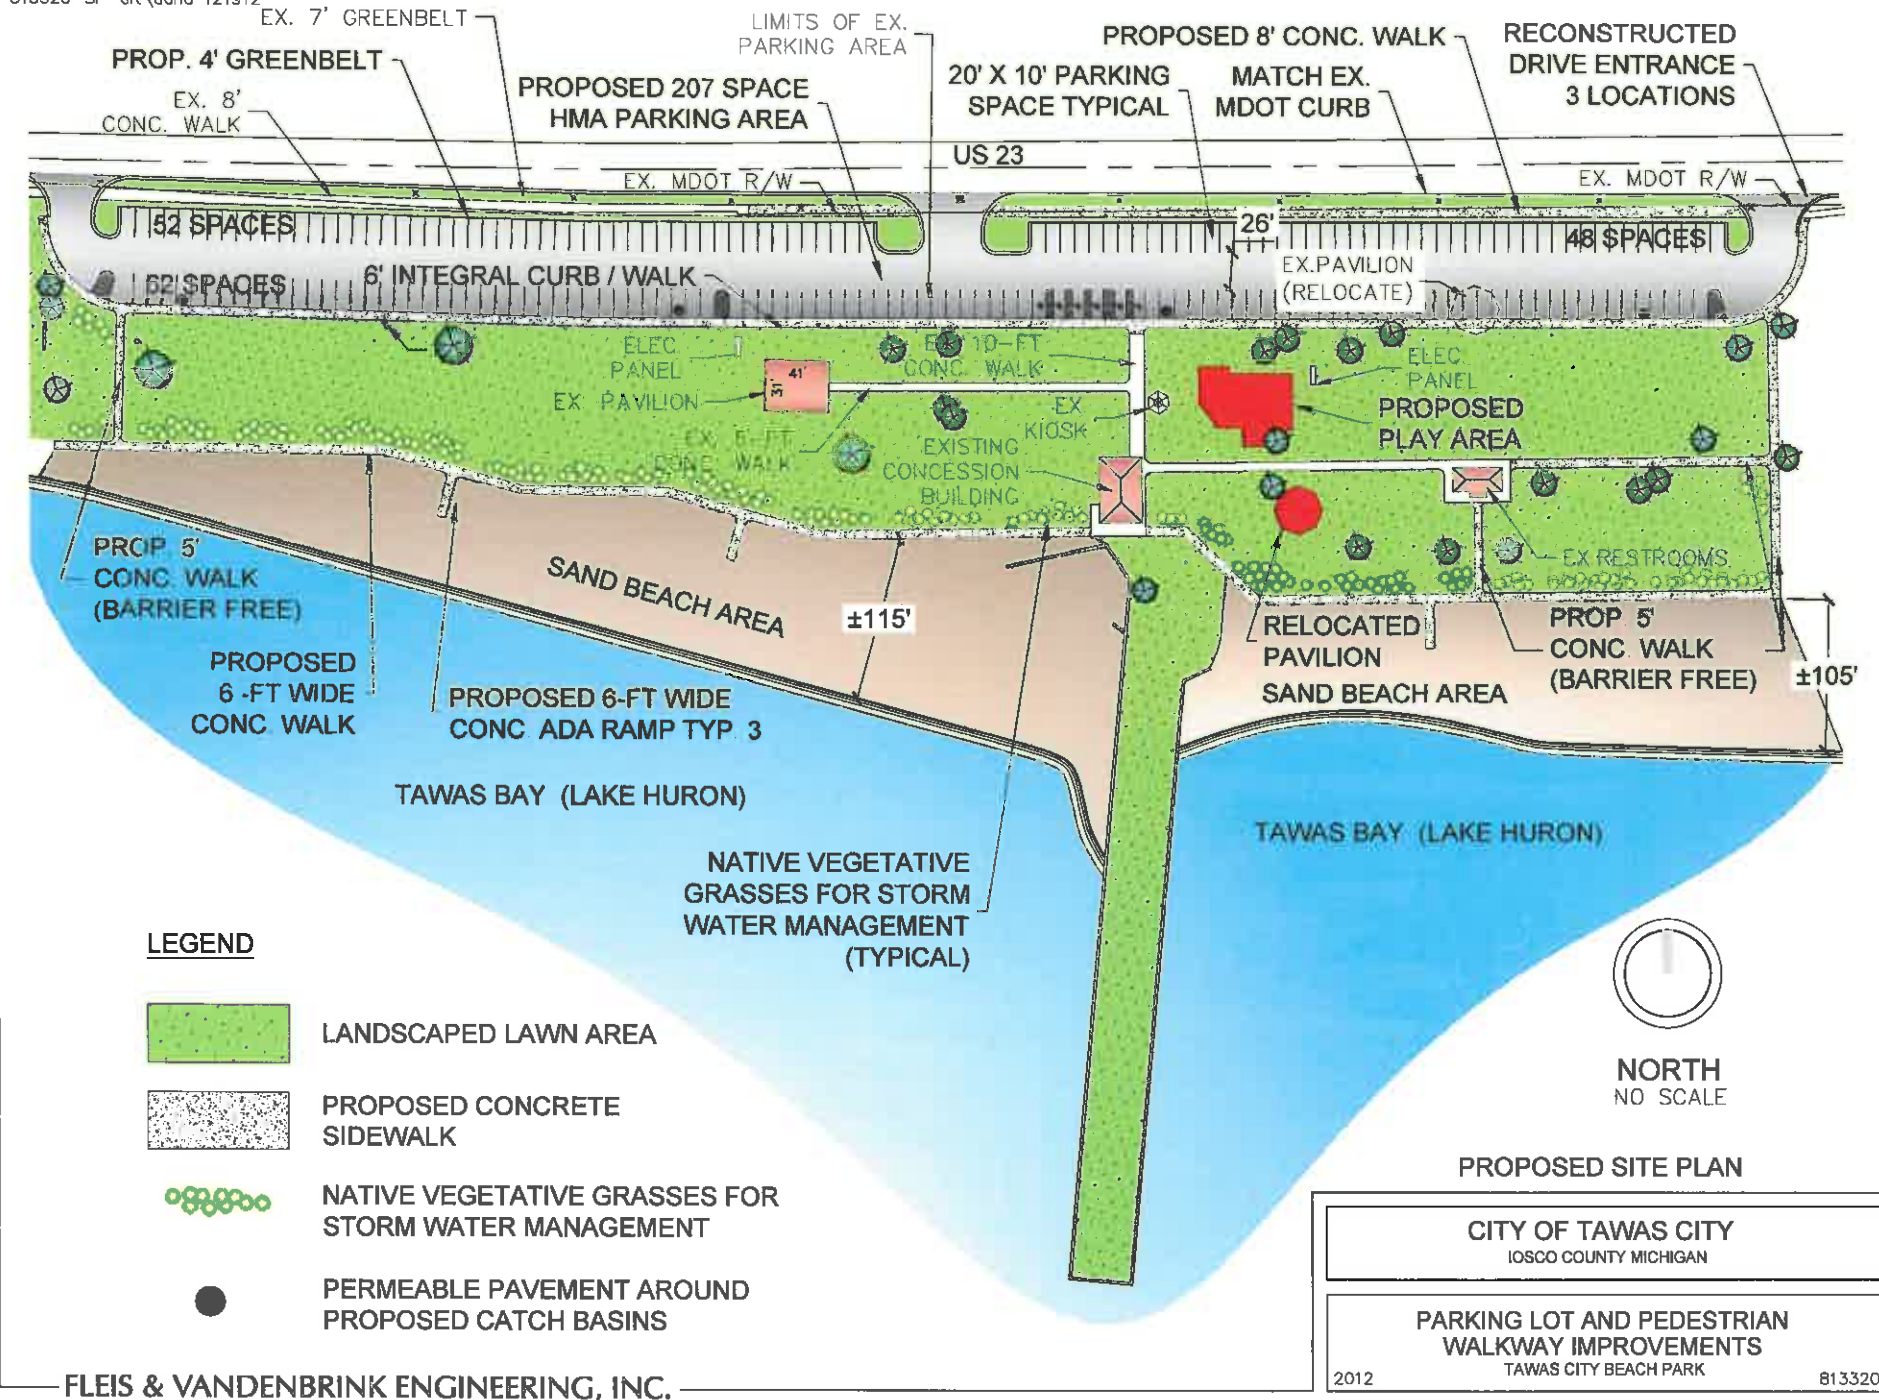 EX. 7' GREENBELT
PROP. 4' GREENBELT
EX. 8'
CONC. WALK
LIMITS OF EX.
PARKING AREA
PROPOSED 207 SPACE
HMA PARKING AREA
PROPOSED 8' CONC. WALK
20' X 10' PARKING
SPACE TYPICAL
MATCH EX.
MDOT CURB
RECONSTRUCTED
DRIVE ENTRANCE
3 LOCATIONS
US 23
EX. MDOT R/W
EX. MDOT R/W
52 SPACES
26'
48 SPACES
62 SPACES
6' INTEGRAL CURB / WALK
EX.PAVILION
(RELOCATE)
ELEC
PANEL
41'
31'
EX PAVILION
10-FT
CONC. WALK
EX
KIOSK
ELEC
PANEL
PROPOSED
PLAY AREA
EX.
CONC WALK
EXISTING
CONCESSION
BUILDING
PROP. 5'
CONC. WALK
(BARRIER FREE)
SAND BEACH AREA
±115'
EX RESTROOMS
RELOCATED
PAVILION
SAND BEACH AREA
PROP 5'
CONC. WALK
(BARRIER FREE)
±105'
PROPOSED
6 -FT WIDE
CONC. WALK
PROPOSED 6-FT WIDE
CONC. ADA RAMP TYP. 3
TAWAS BAY (LAKE HURON)
TAWAS BAY (LAKE HURON)
NATIVE VEGETATIVE
GRASSES FOR STORM
WATER MANAGEMENT
(TYPICAL)
LEGEND
LANDSCAPED LAWN AREA
PROPOSED CONCRETE
SIDEWALK
NATIVE VEGETATIVE GRASSES FOR
STORM WATER MANAGEMENT
PERMEABLE PAVEMENT AROUND
PROPOSED CATCH BASINS
NORTH
NO SCALE
PROPOSED SITE PLAN
CITY OF TAWAS CITY
IOSCO COUNTY MICHIGAN
PARKING LOT AND PEDESTRIAN
WALKWAY IMPROVEMENTS
TAWAS CITY BEACH PARK
2012
813320
FLEIS & VANDENBRINK ENGINEERING, INC.